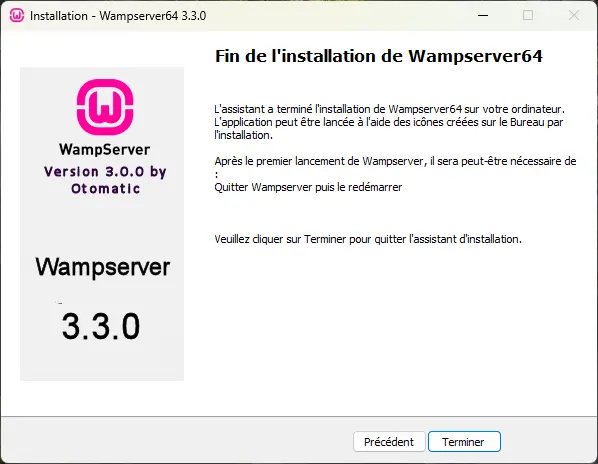 Installation - Wampserver64 3.3.0
Fin de l'installation de Wampserver64
L'assistant a terminé l'installation de Wampserver64 sur votre ordinateur.
L'application peut être lancée à l'aide des icônes créées sur le Bureau par
l'installation.
Après le premier lancement de Wampserver, il sera peut-être nécessaire de
:
Quitter Wampserver puis le redémarrer
Veuillez cliquer sur Terminer pour quitter l'assistant d'installation.
WampServer
Version 3.0.0 by
Otomatic
Wampserver
3.3.0
Précédent
Terminer